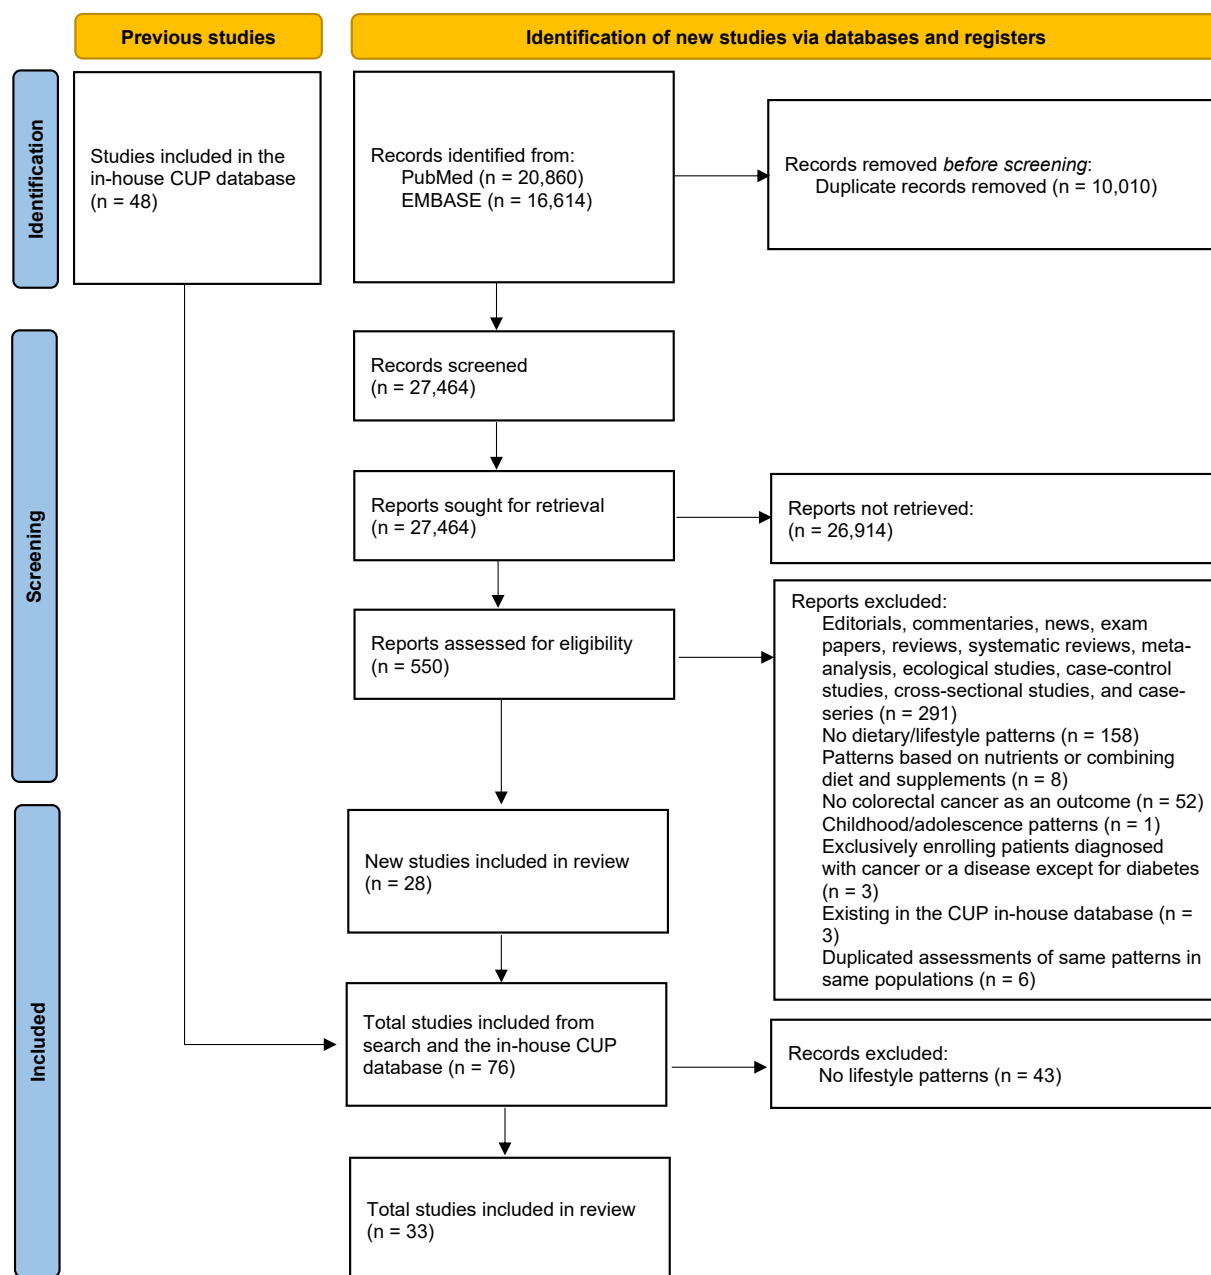 Previous studies
Identification of new studies via databases and registers
Identification
Studies included in the
in-house CUP database
(n = 48)
Records identified from:
PubMed (n = 20,860)
EMBASE (n = 16,614)
Records removed before screening:
Duplicate records removed (n = 10,010)
Screening
Records screened
(n = 27,464)
Reports sought for retrieval
(n = 27,464)
Reports not retrieved:
(n = 26,914)
Reports assessed for eligibility
(n = 550)
Reports excluded:
Editorials, commentaries, news, exam
papers, reviews, systematic reviews, meta-
analysis, ecological studies, case-control
studies, cross-sectional studies, and case-
series (n = 291)
No dietary/lifestyle patterns (n = 158)
Patterns based on nutrients or combining
diet and supplements (n = 8)
No colorectal cancer as an outcome (n = 52)
Childhood/adolescence patterns (n = 1)
Exclusively enrolling patients diagnosed
with cancer or a disease except for diabetes
(n = 3)
Existing in the CUP in-house database (n =
3)
Duplicated assessments of same patterns in
same populations (n = 6)
Included
New studies included in review
(n = 28)
Total studies included from
search and the in-house CUP
database (n = 76)
Records excluded:
No lifestyle patterns (n = 43)
Total studies included in review
(n = 33)